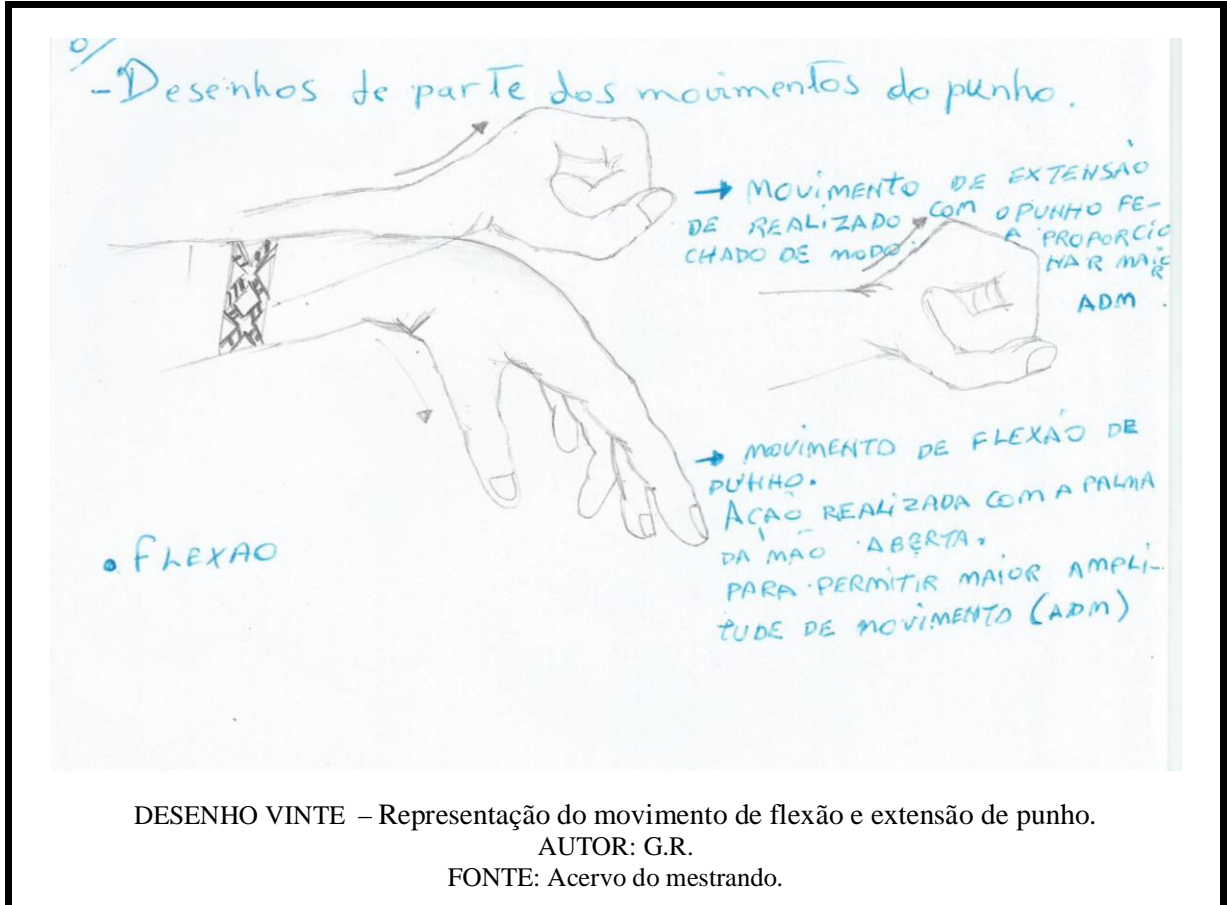 - Desenhos de parte dos movimentos do punho.
→ MOVIMENTO DE EXTENSÃO
DE REALIZADO COM O PUNHO FE-
CHADO DE MODO A PROPORCIO
NAR MAIOR
ADM.
→ MOVIMENTO DE FLEXÃO DE
PUNHO.
AÇÃO REALIZADA COM A PALMA
DA MÃO ABERTA.
PARA PERMITIR MAIOR AMPLI-
TUDE DE MOVIMENTO (ADM)
• FLEXAO
DESENHO VINTE – Representação do movimento de flexão e extensão de punho.
AUTOR: G.R.
FONTE: Acervo do mestrando.